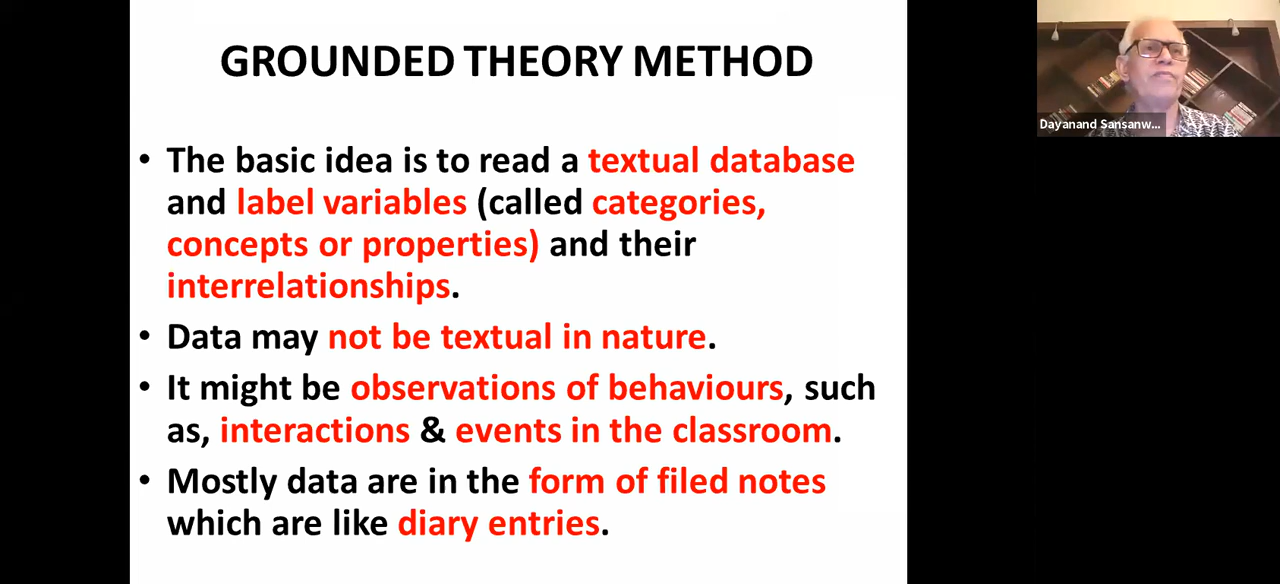 GROUNDED THEORY METHOD
• The basic idea is to read a textual database
and label variables (called categories,
concepts or properties) and their
interrelationships.
• Data may not be textual in nature.
• It might be observations of behaviours, such
as, interactions & events in the classroom.
• Mostly data are in the form of filed notes
which are like diary entries.
Dayanand Sansanw...